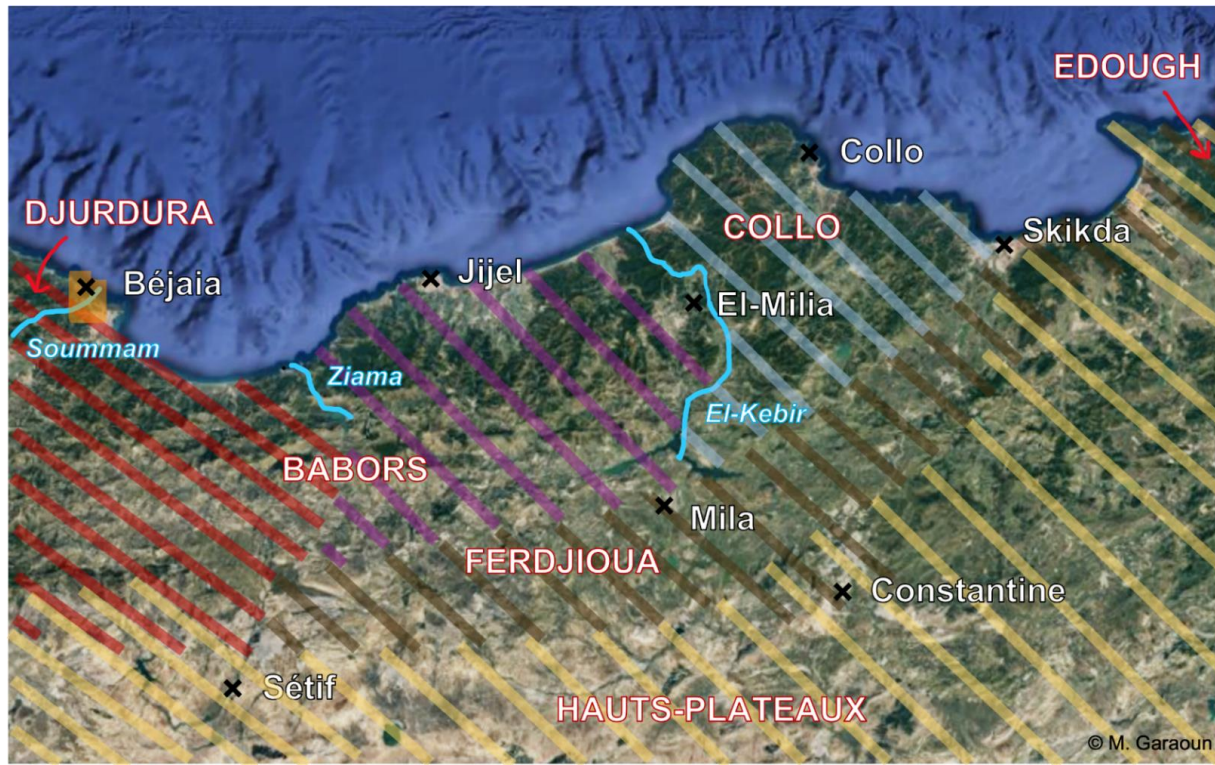 EDOUGH
Collo
DJURDURA
COLLO
Skikda
Béjaia
Jijel
El-Milia
Soummam
Ziama
El-Kebir
BABORS
Mila
FERDJIOUA
Constantine
Sétif
HAUTS-PLATEAUX
© M. Garaoun